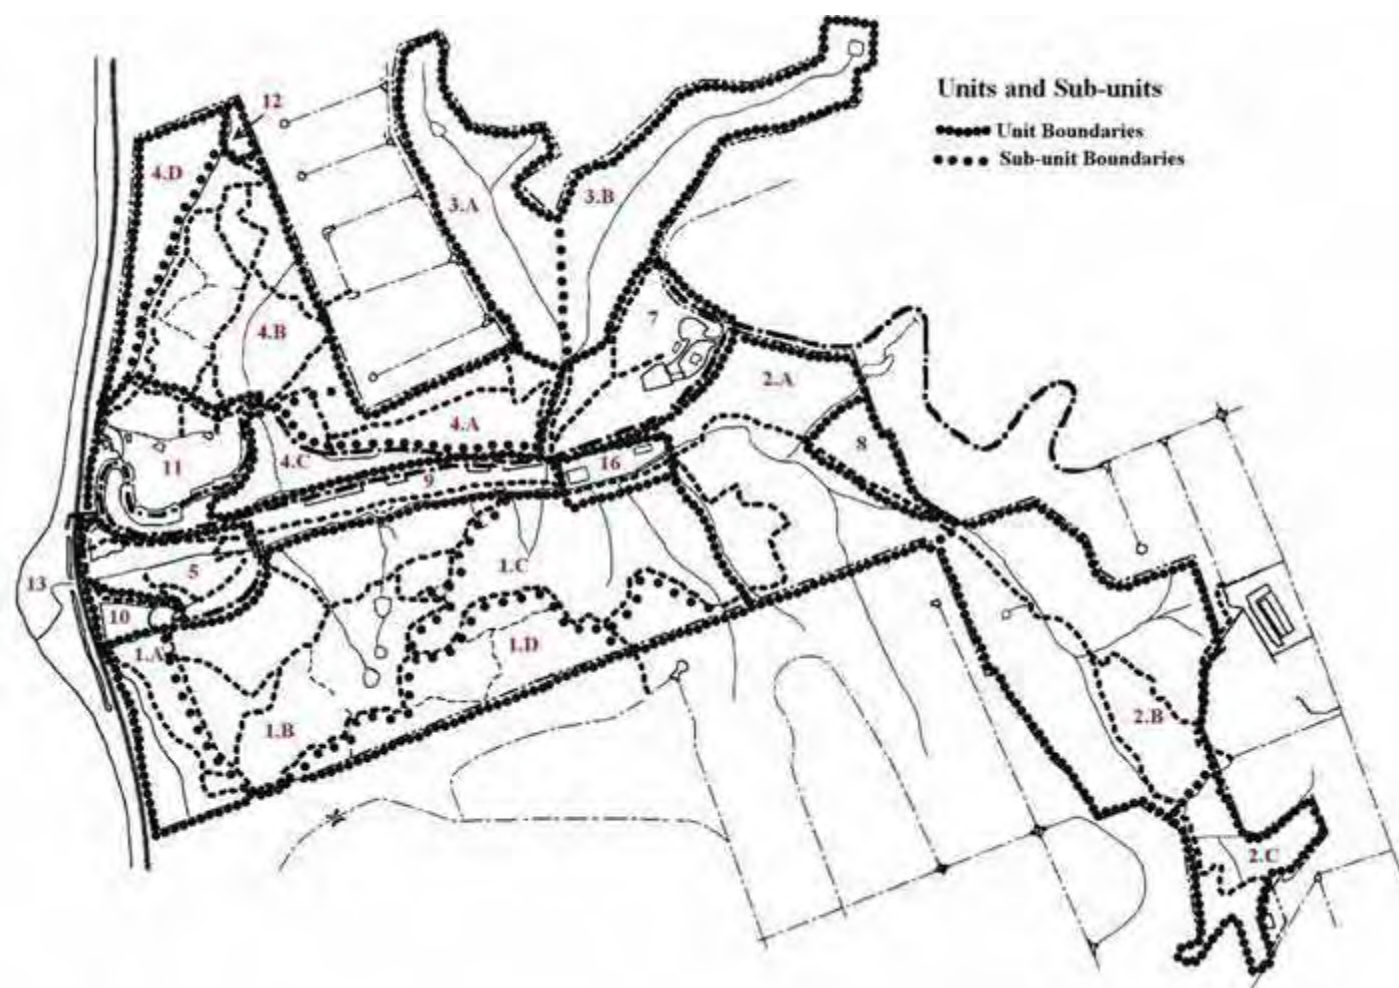 12
Units and Sub-units
Unit Boundaries
Sub-unit Boundaries
4.D
3.A
3.B
4.B
7
2.A
4.A
8
4.C
11
9
16
1.C
5
13
10
1.A
1.D
1.B
2.B
2.C